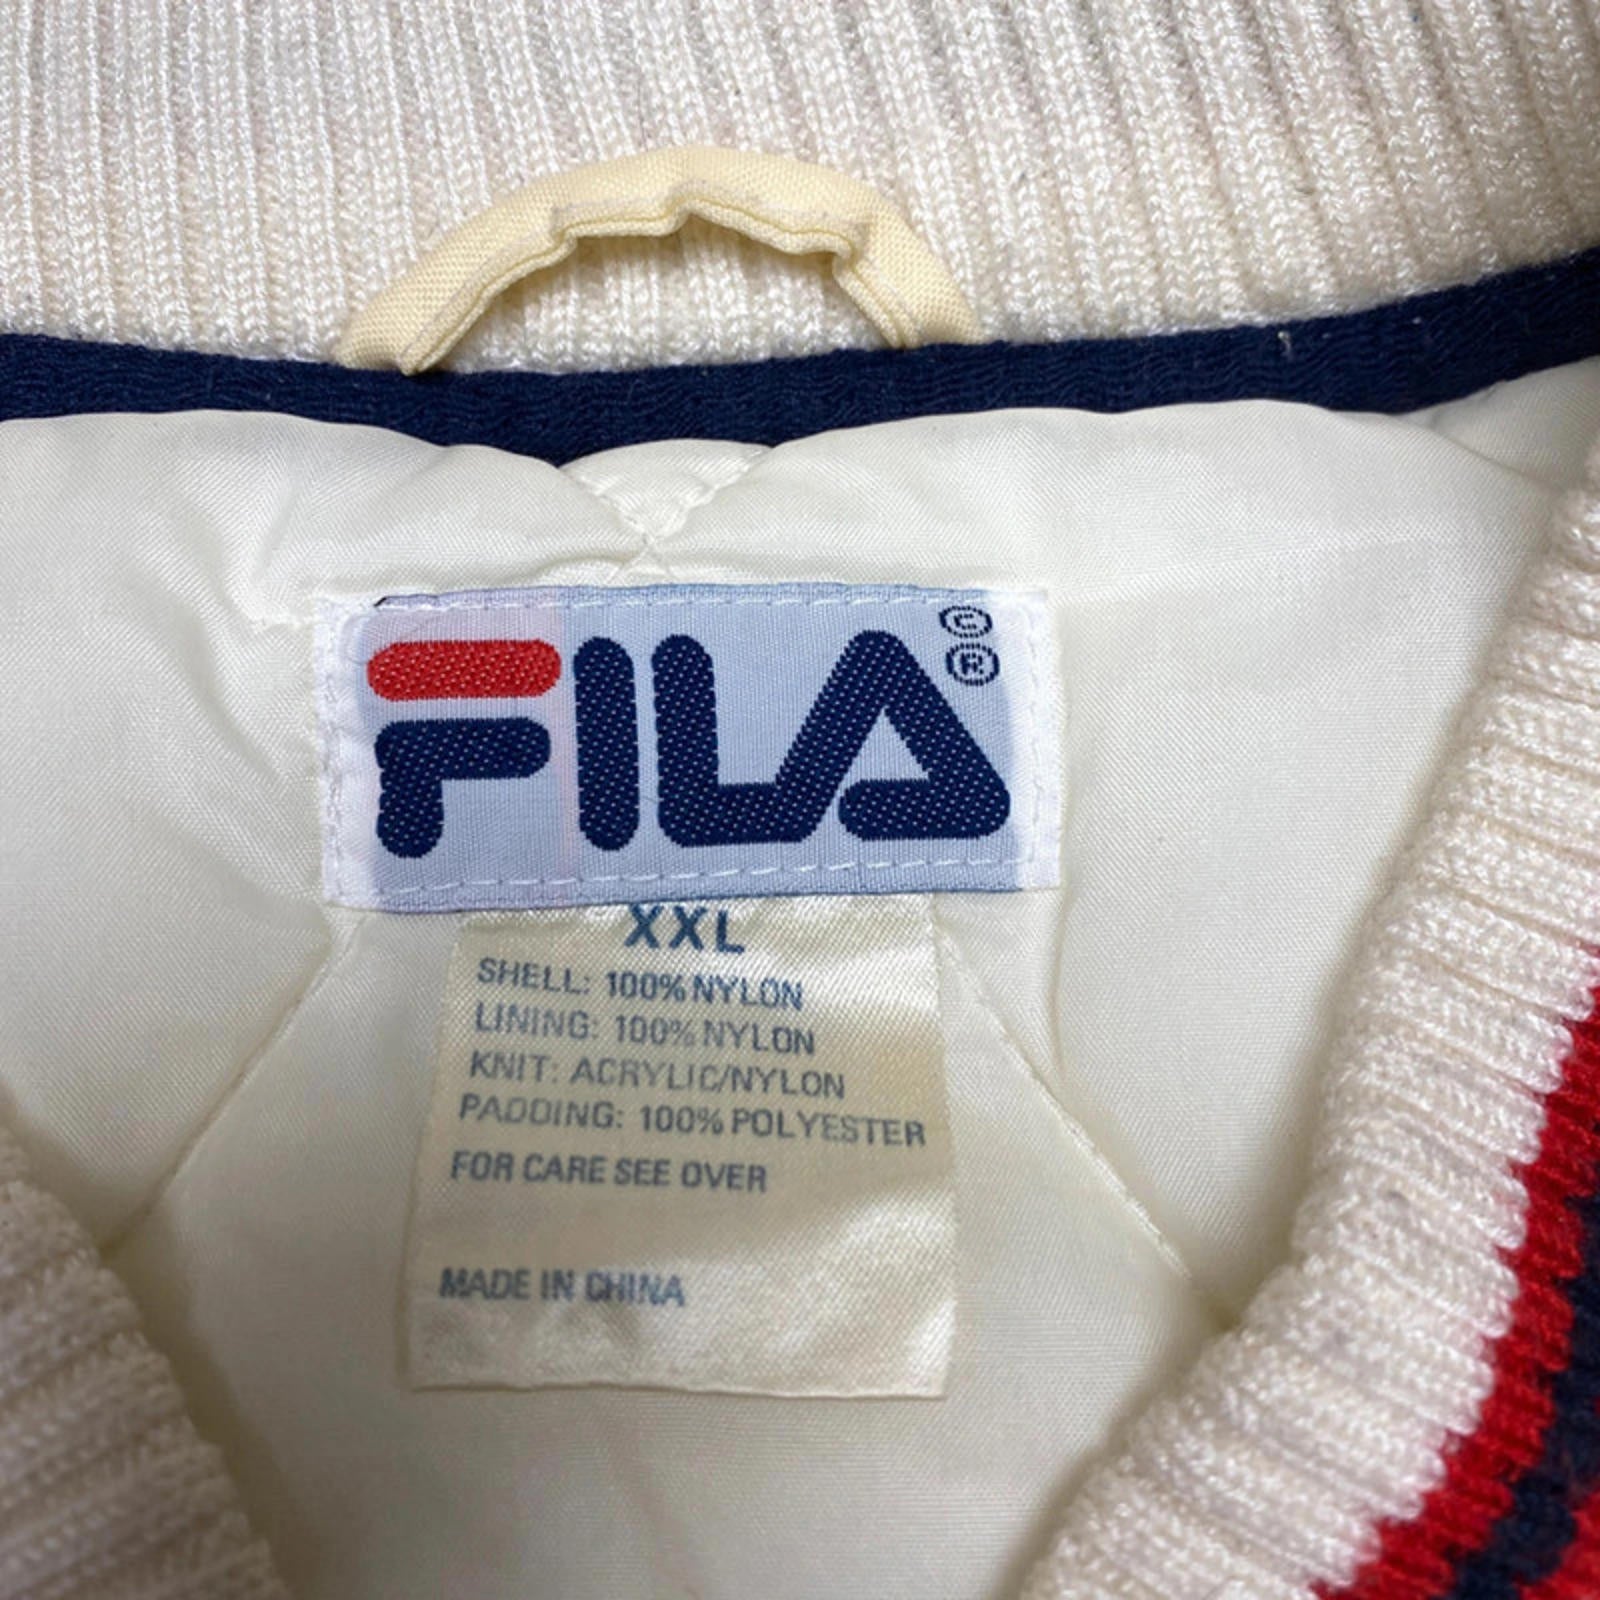 FILA
©
®
XXL
SHELL: 100% NYLON
LINING: 100% NYLON
KNIT: ACRYLIC/NYLON
PADDING: 100% POLYESTER
FOR CARE SEE OVER
MADE IN CHINA